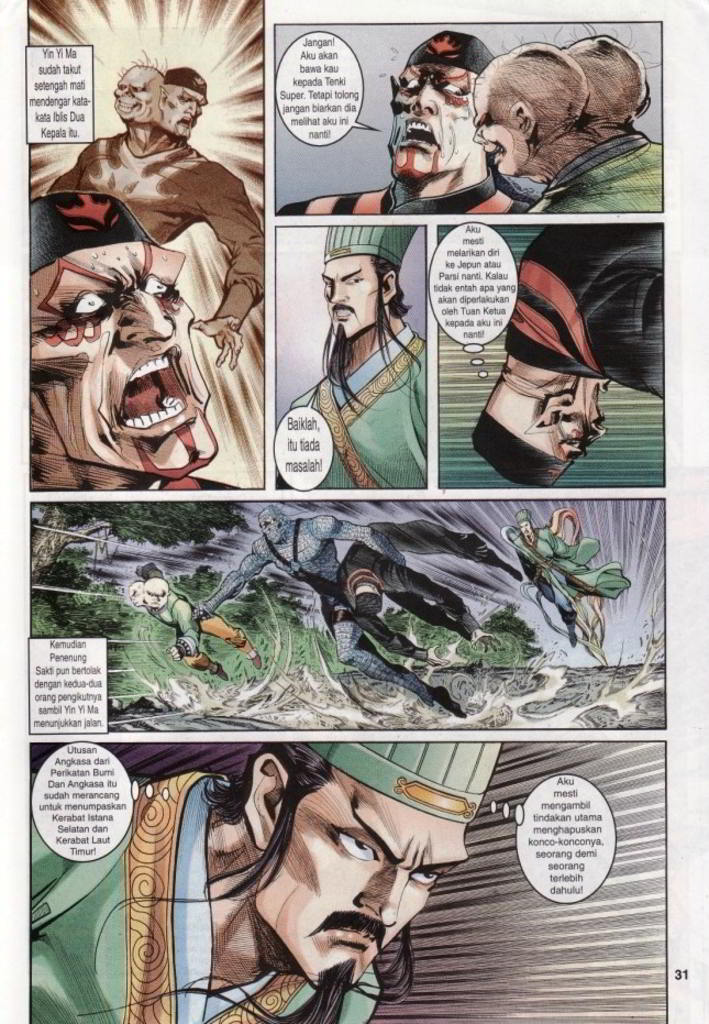 Yin Yi Ma
sudah takut
setengah mati
mendengar kata-
kata Iblis Dua
Kepala itu.
Jangan!
Aku akan
bawa kau
kepada Tenki
Super. Tetapi tolong
jangan biarkan dia
melihat aku ini
nanti!
Baiklah,
itu tiada
masalah!
Aku
mesti
melarikan diri
ke Jepun atau
Parsi nanti. Kalau
tidak entah apa yang
akan diperlakukan
oleh Tuan Ketua
kepada aku ini
nanti!
Kemudian
Penenung
Sakti pun bertolak
dengan kedua-dua
orang pengikutnya
sambil Yin Yi Ma
menunjukkan jalan.
Utusan
Angkasa dari
Perikatan Bumi
Dan Angkasa itu
sudah merancang
untuk menumpaskan
Kerabat Istana
Selatan dan
Kerabat Laut
Timur!
Aku
mesti
mengambil
tindakan utama
menghapuskan
konco-konconya,
seorang demi
seorang
terlebih
dahulu!
31